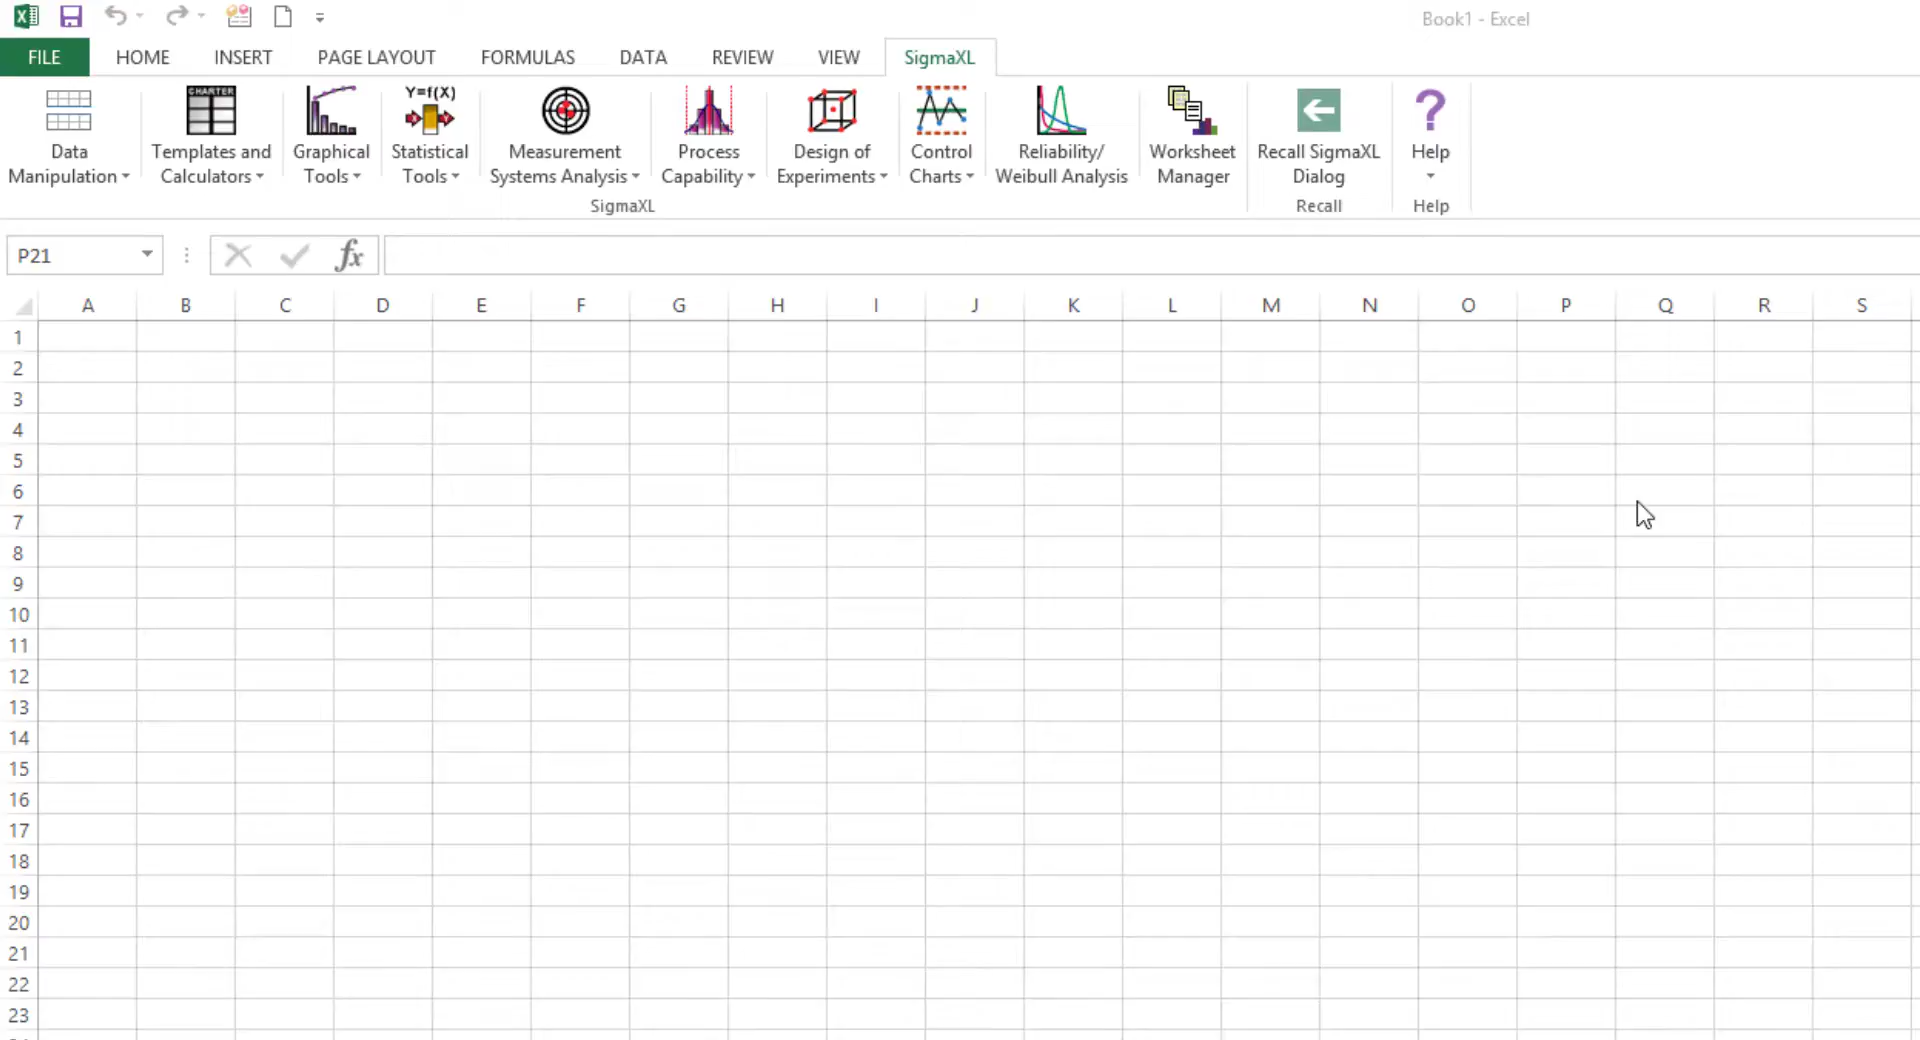 Book1 - Excel
FILE HOME INSERT PAGE LAYOUT FORMULAS DATA REVIEW VIEW SigmaXL
CHARTER Y=f(X)
Data Templates and Graphical Statistical Measurement Process Design of Control Reliability/ Worksheet Recall SigmaXL Help
Manipulation Calculators Tools Tools Systems Analysis Capability Experiments Charts Weibull Analysis Manager Dialog
SigmaXL Recall Help
P21 fx
A B C D E F G H I J K L M N O P Q R S
1
2
3
4
5
6
7
8
9
10
11
12
13
14
15
16
17
18
19
20
21
22
23